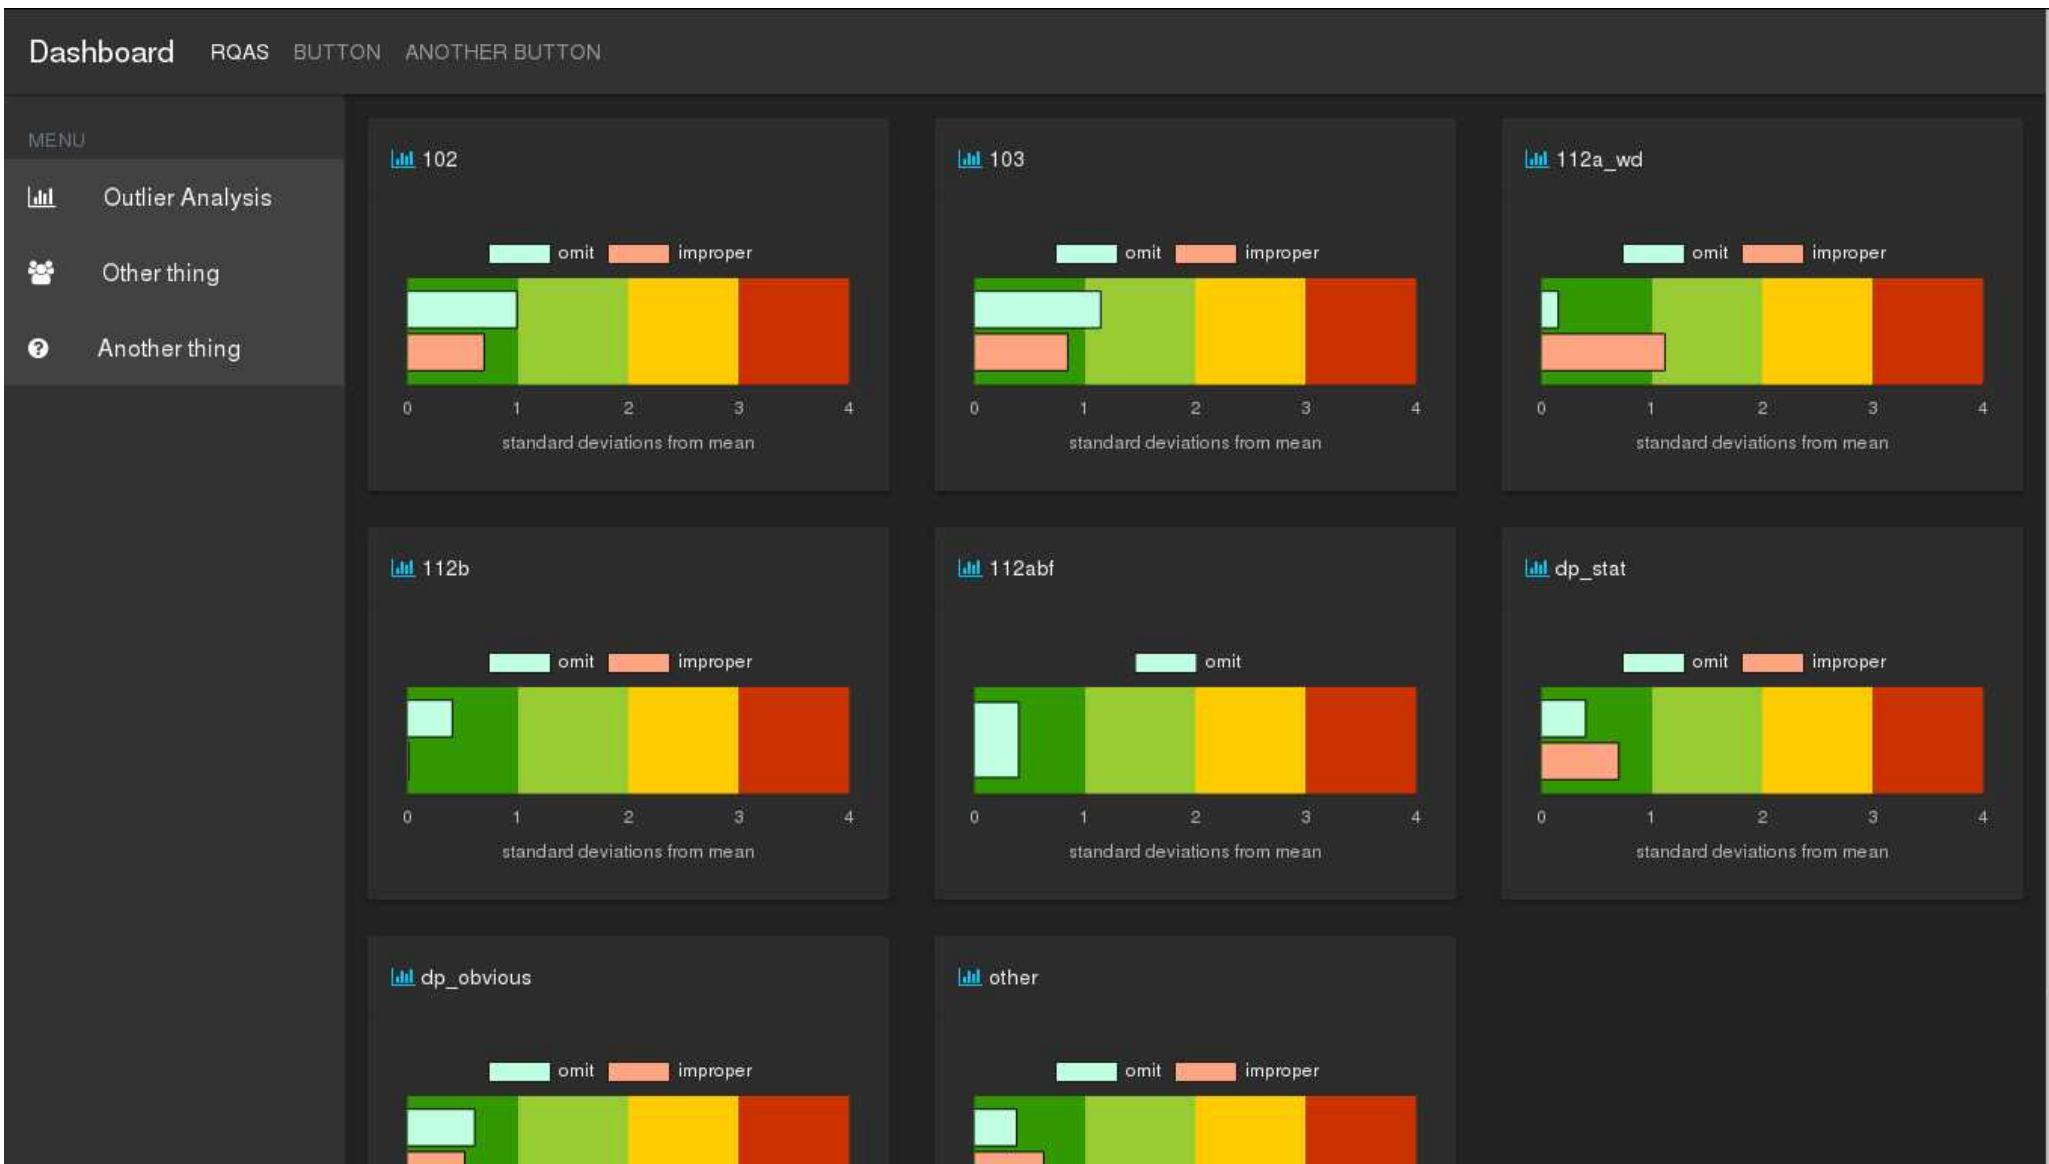 Dashboard RQAS BUTTON ANOTHER BUTTON
MENU
Outlier Analysis
Other thing
Another thing
102
omit improper
0 1 2 3 4
standard deviations from mean
103
omit improper
0 1 2 3 4
standard deviations from mean
112a_wd
omit improper
0 1 2 3 4
standard deviations from mean
112b
omit improper
0 1 2 3 4
standard deviations from mean
112abf
omit
0 1 2 3 4
standard deviations from mean
dp_stat
omit improper
0 1 2 3 4
standard deviations from mean
dp_obvious
omit improper
other
omit improper